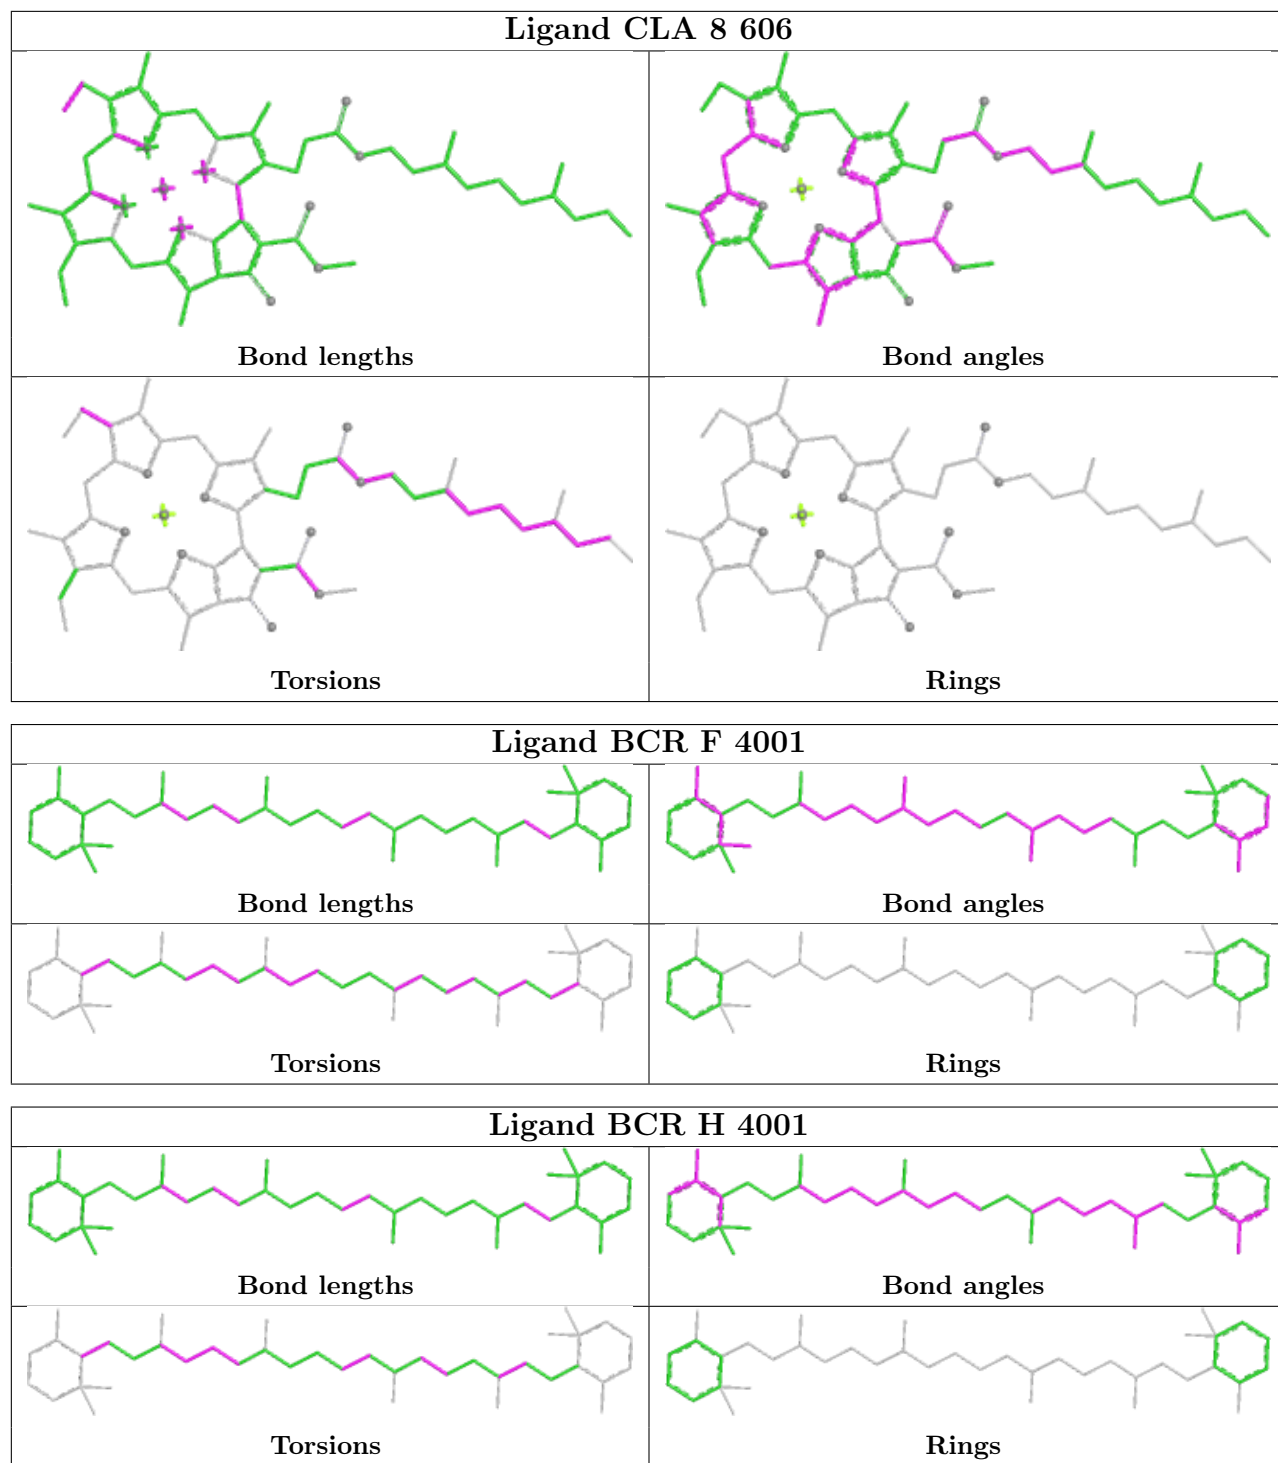 Ligand CLA 8 606
Bond lengths
Bond angles
Torsions
Rings
Ligand BCR F 4001
Bond lengths
Bond angles
Torsions
Rings
Ligand BCR H 4001
Bond lengths
Bond angles
Torsions
Rings